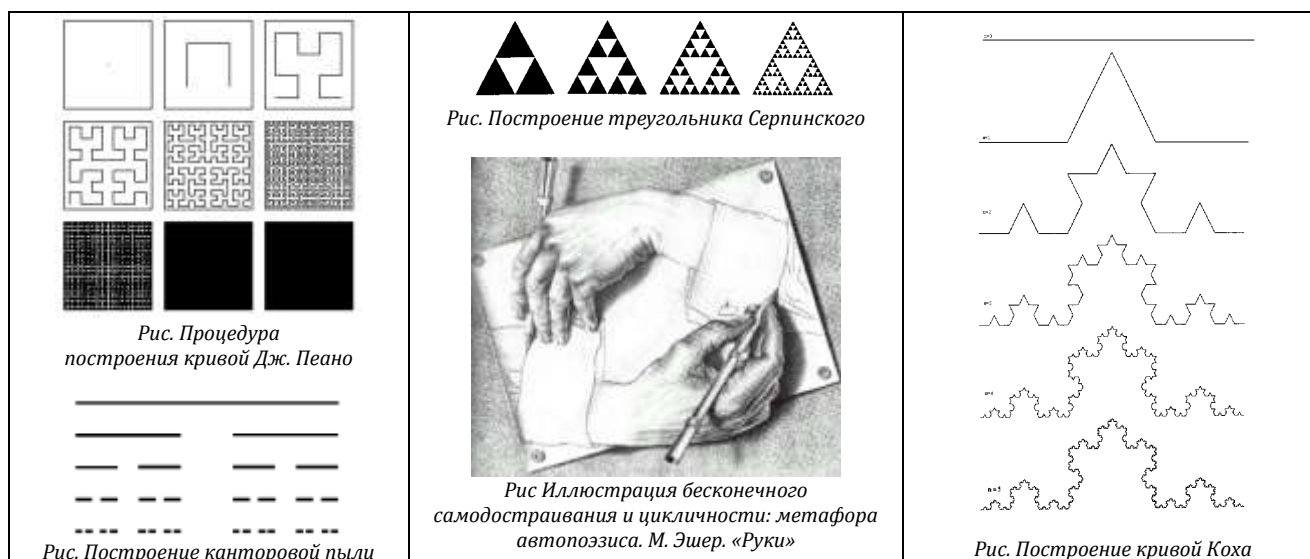 Рис. Процедура
построения кривой Дж. Пеано
Рис. Построение канторовой пыли
Рис. Построение треугольника Серпинского
Рис Иллюстрация бесконечного
самодостраивания и цикличности: метафора
автопоэзиса. М. Эшер. «Руки»
n=5
Рис. Построение кривой Коха